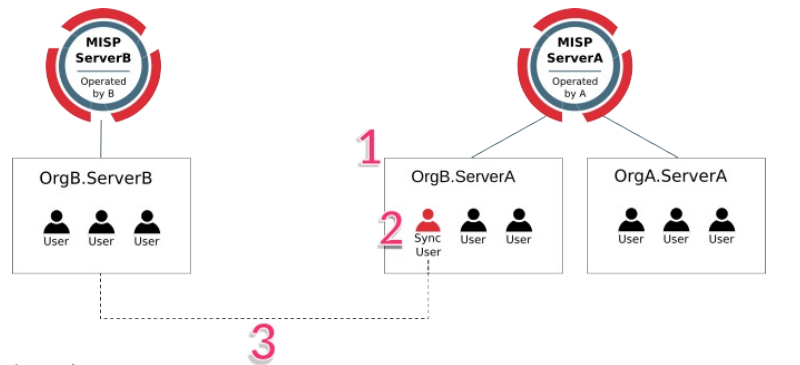 MISP
ServerB
Operated
by B
MISP
ServerA
Operated
by A
1
OrgB.ServerB
OrgB.ServerA
OrgA.ServerA
2
User User User
Sync
User
User User
User User User
3